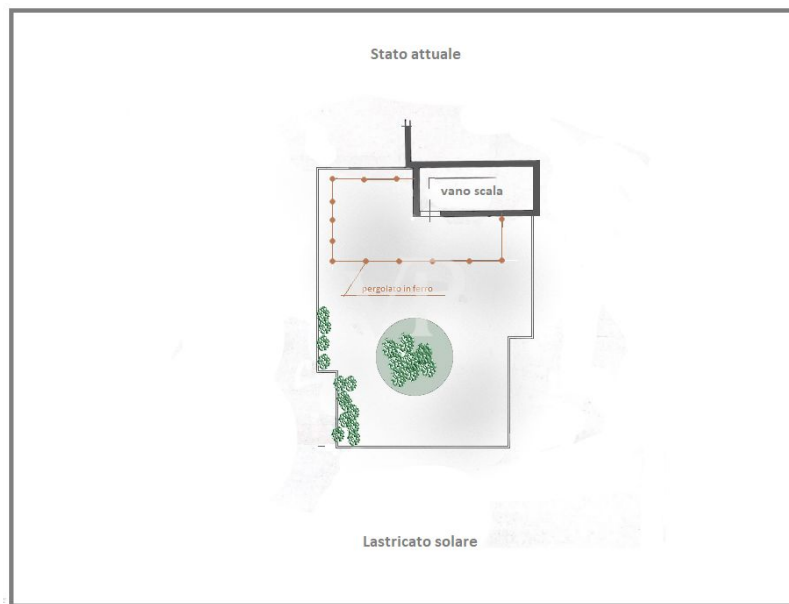 Stato attuale
vano scala
pergolato in ferro
Lastricato solare